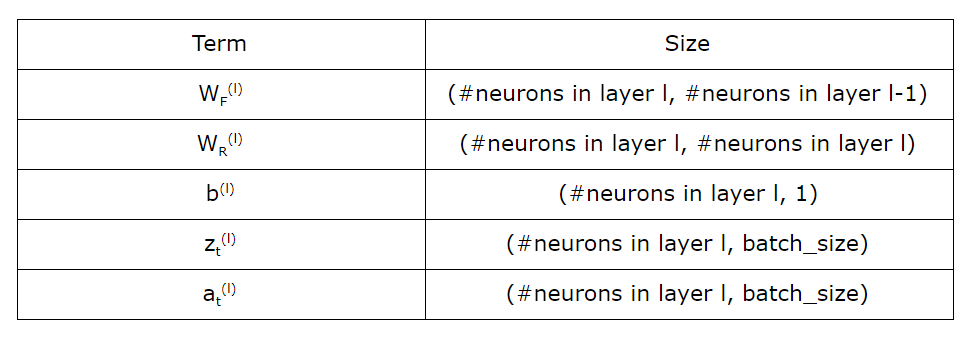 Term Size
W_F^(l) (#neurons in layer l, #neurons in layer l-1)
W_R^(l) (#neurons in layer l, #neurons in layer l)
b^(l) (#neurons in layer l, 1)
z_t^(l) (#neurons in layer l, batch_size)
a_t^(l) (#neurons in layer l, batch_size)